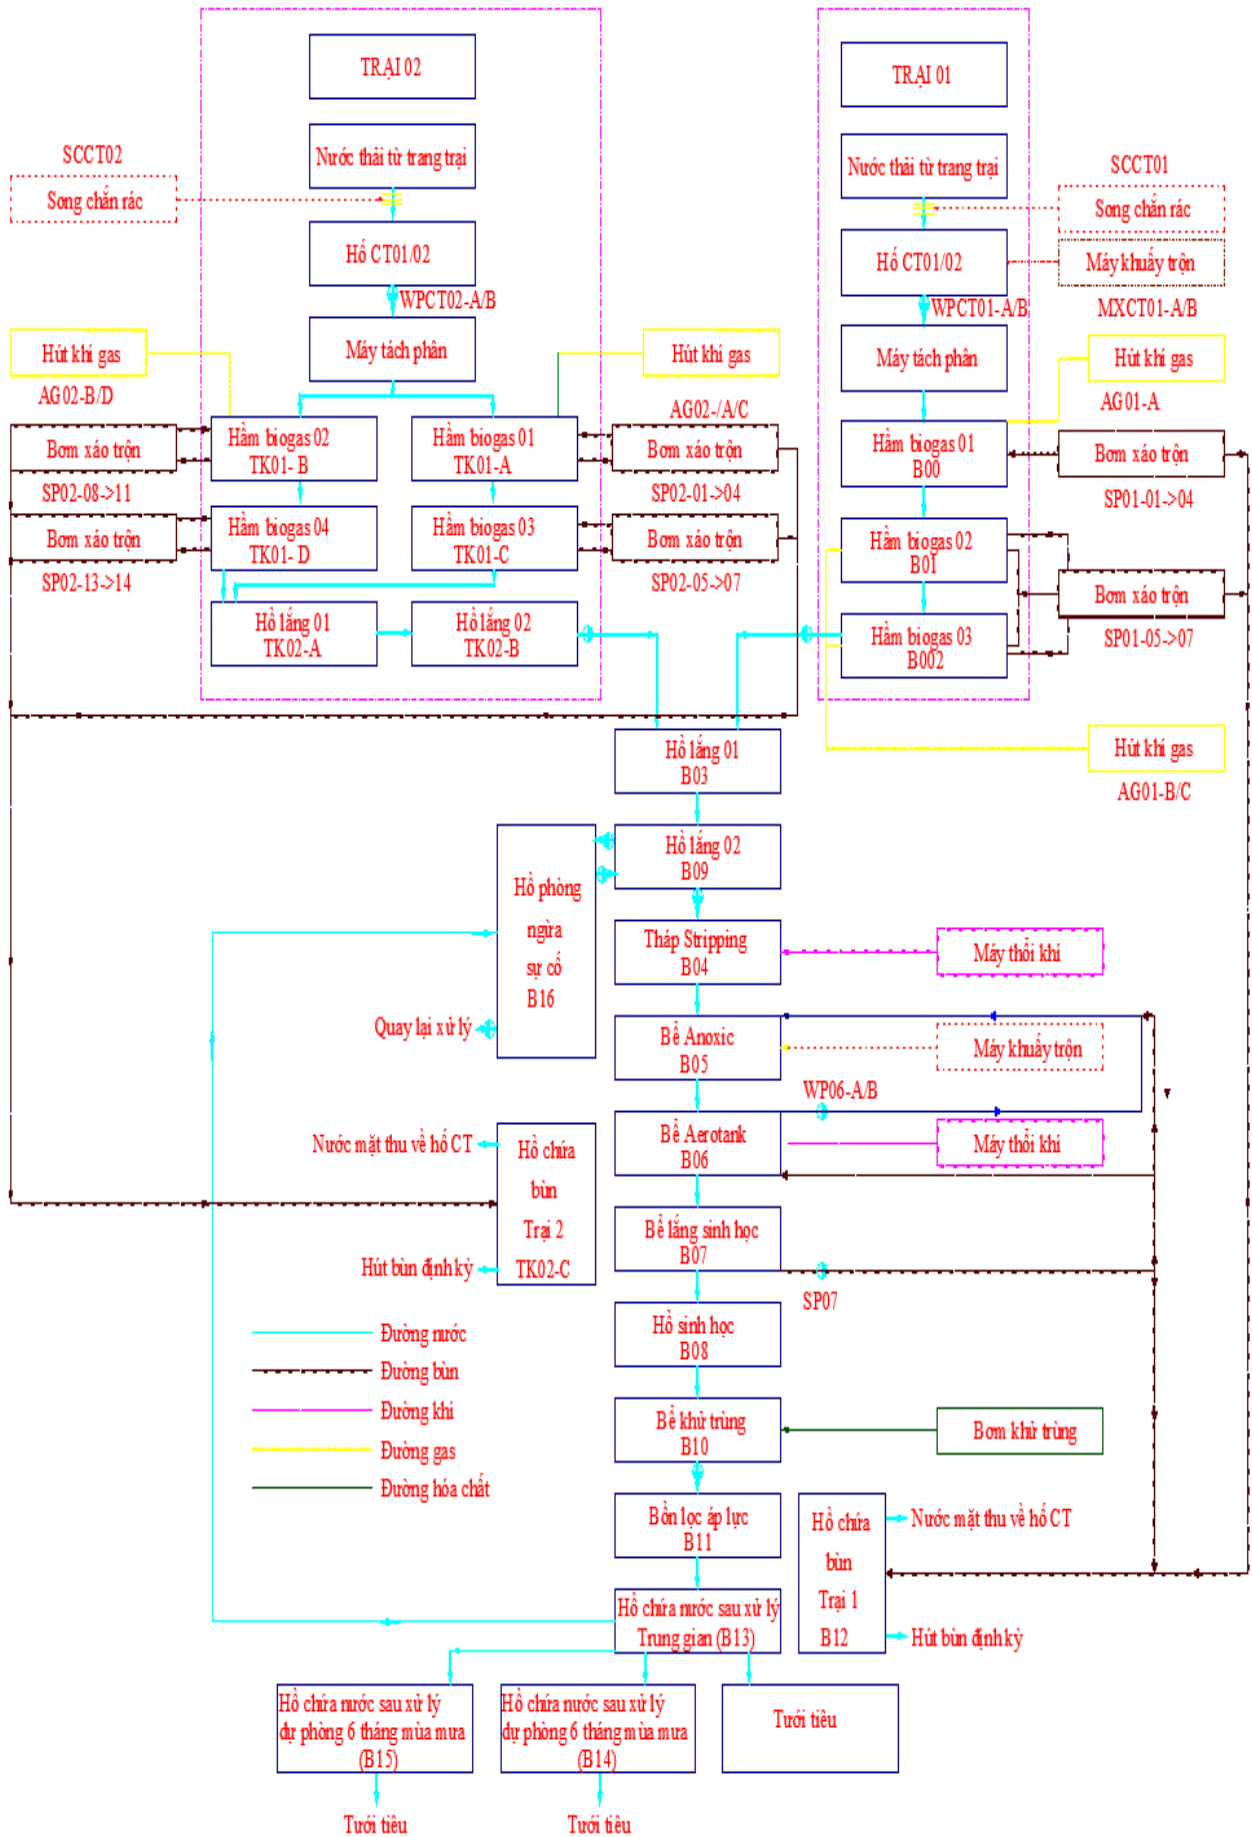 TRẠI 02
TRẠI 01
Nước thải từ trang trại
Nước thải từ trang trại
SCCT02
Song chắn rác
SCCT01
Song chắn rác
Hố CT01/02
Hố CT01/02
Máy khuấy trộn
WPCT02-A/B
WPCT01-A/B
MXCT01-A/B
Máy tách phân
Máy tách phân
Hút khí gas
Hút khí gas
Hút khí gas
AG02-B/D
AG02-/A/C
AG01-A
Bơm xáo trộn
Hầm biogas 02
TK01- B
Hầm biogas 01
TK01-A
Bơm xáo trộn
Hầm biogas 01
B00
Bơm xáo trộn
SP02-08->11
SP02-01->04
SP01-01->04
Bơm xáo trộn
Hầm biogas 04
TK01- D
Hầm biogas 03
TK01-C
Bơm xáo trộn
Hầm biogas 02
B01
Bơm xáo trộn
SP02-13->14
SP02-05->07
SP01-05->07
Hồ lắng 01
TK02-A
Hồ lắng 02
TK02-B
Hầm biogas 03
B002
Hút khí gas
AG01-B/C
Hồ lắng 01
B03
Hồ lắng 02
B09
Hồ phòng
ngừa
sự cố
B16
Quay lại xử lý
Tháp Stripping
B04
Máy thổi khí
Bể Anoxic
B05
Máy khuấy trộn
WP06-A/B
Bể Aerotank
B06
Máy thổi khí
Nước mặt thu về hố CT
Hồ chứa
bùn
Trại 2
TK02-C
Hút bùn định kỳ
Bể lắng sinh học
B07
SP07
Hồ sinh học
B08
Đường nước
Đường bùn
Đường khí
Đường gas
Đường hóa chất
Bể khử trùng
B10
Bơm khử trùng
Bồn lọc áp lực
B11
Hồ chứa
bùn
Trại 1
B12
Nước mặt thu về hố CT
Hút bùn định kỳ
Hồ chứa nước sau xử lý
Trung gian (B13)
Hồ chứa nước sau xử lý
dự phòng 6 tháng mùa mưa
(B15)
Hồ chứa nước sau xử lý
dự phòng 6 tháng mùa mưa
(B14)
Tưới tiêu
Tưới tiêu
Tưới tiêu